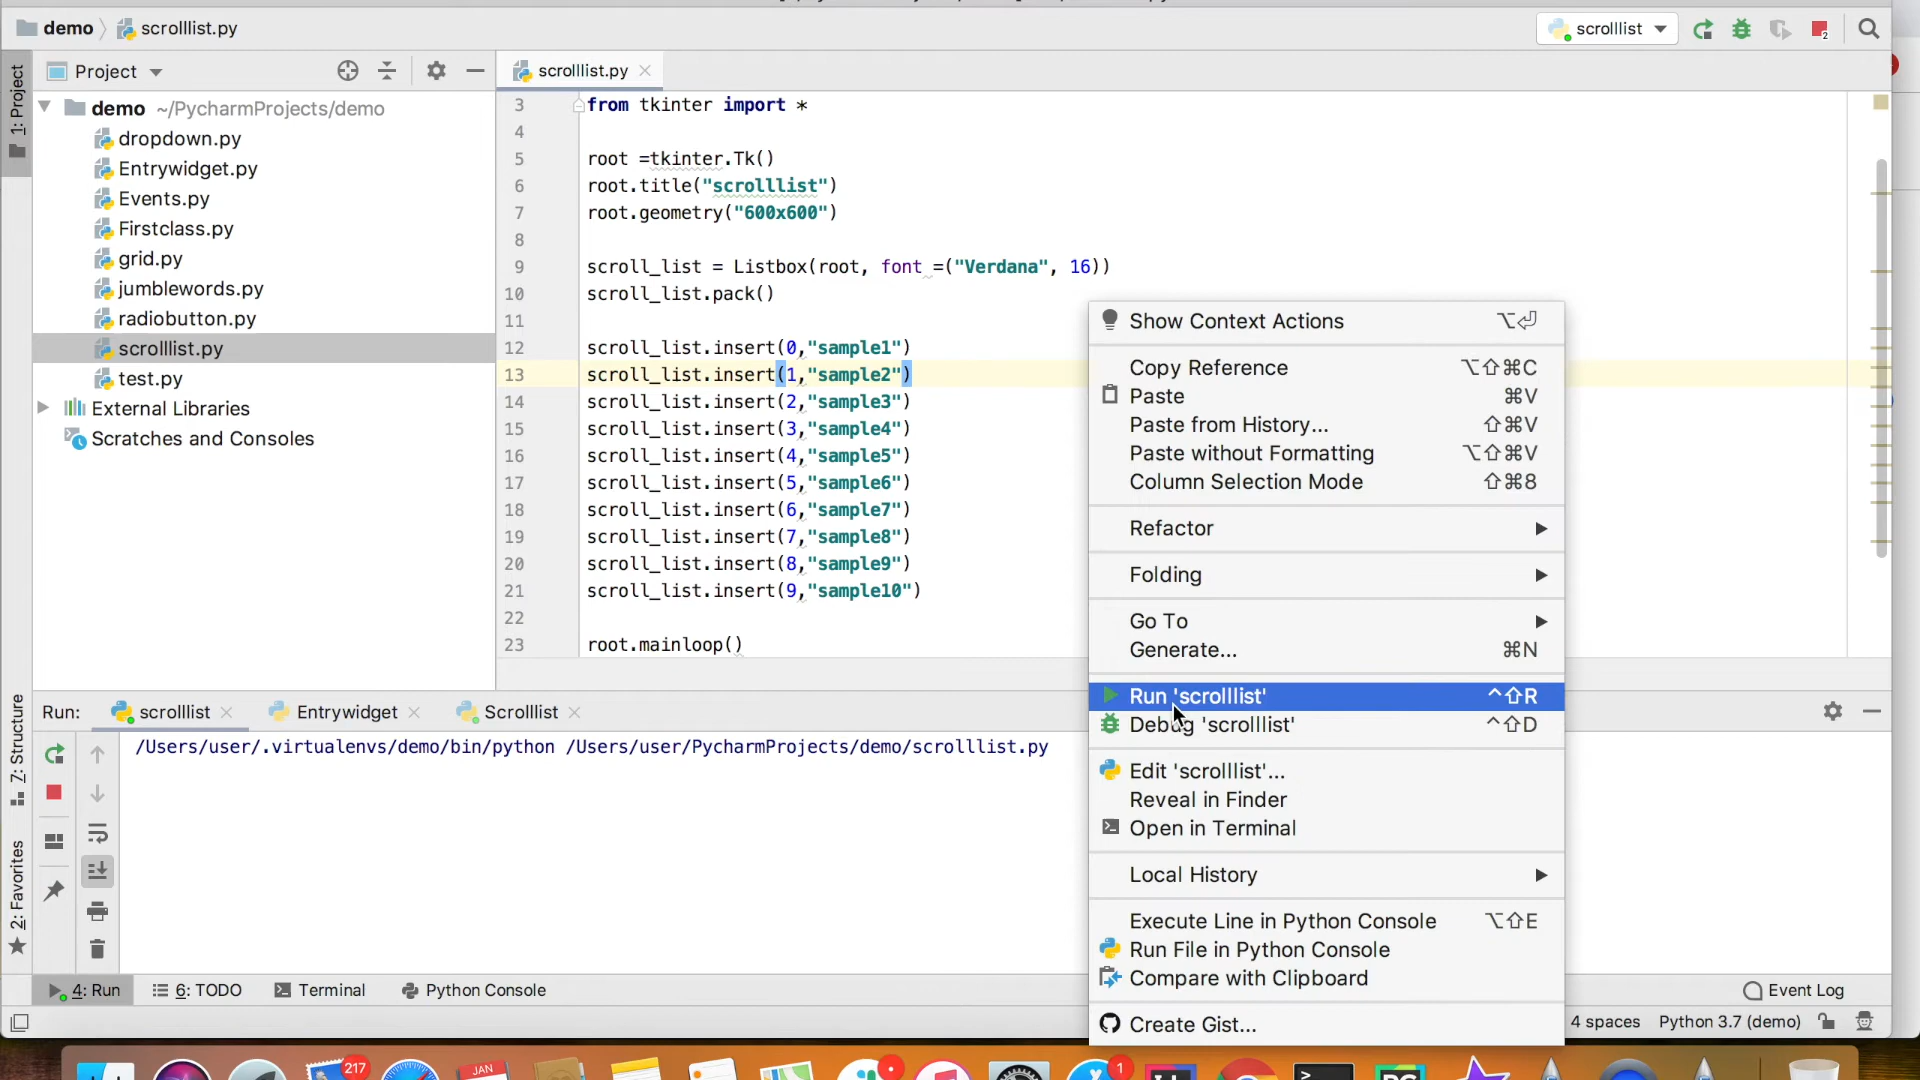 demo scrolllist.py
scrolllist
2
Project
demo ~/PycharmProjects/demo
dropdown.py
Entrywidget.py
Events.py
Firstclass.py
grid.py
jumblewords.py
radiobutton.py
scrolllist.py
test.py
External Libraries
Scratches and Consoles
1: Project
7: Structure
2: Favorites
scrolllist.py
3 from tkinter import *
4
5 root =tkinter.Tk()
6 root.title("scrolllist")
7 root.geometry("600x600")
8
9 scroll_list = Listbox(root, font =("Verdana", 16))
10 scroll_list.pack()
11
12 scroll_list.insert(0,"sample1")
13 scroll_list.insert(1,"sample2")
14 scroll_list.insert(2,"sample3")
15 scroll_list.insert(3,"sample4")
16 scroll_list.insert(4,"sample5")
17 scroll_list.insert(5,"sample6")
18 scroll_list.insert(6,"sample7")
19 scroll_list.insert(7,"sample8")
20 scroll_list.insert(8,"sample9")
21 scroll_list.insert(9,"sample10")
22
23 root.mainloop()
Show Context Actions ⌥⏎
Copy Reference ⌥⇧⌘C
Paste ⌘V
Paste from History... ⇧⌘V
Paste without Formatting ⌥⇧⌘V
Column Selection Mode ⇧⌘8
Refactor
Folding
Go To
Generate... ⌘N
Run 'scrolllist' ^⇧R
Debug 'scrolllist' ^⇧D
Edit 'scrolllist'...
Reveal in Finder
Open in Terminal
Local History
Execute Line in Python Console ⌥⇧E
Run File in Python Console
Compare with Clipboard
Create Gist...
Run: scrolllist Entrywidget Scrolllist
/Users/user/.virtualenvs/demo/bin/python /Users/user/PycharmProjects/demo/scrolllist.py
4: Run 6: TODO Terminal Python Console
Event Log
4 spaces Python 3.7 (demo)
217
JAN
1